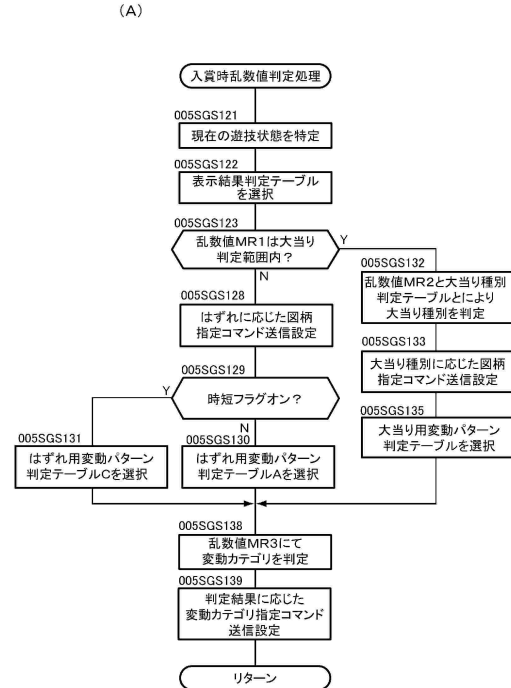 (A)
入賞時乱数値判定処理
005SGS121
現在の遊技状態を特定
005SGS122
表示結果判定テーブル
を選択
005SGS123
乱数値MR1は大当り
判定範囲内?
Y
N
005SGS132
乱数値MR2と大当り種別
判定テーブルとにより
大当り種別を判定
005SGS128
はずれに応じた図柄
指定コマンド送信設定
005SGS133
大当り種別に応じた図柄
指定コマンド送信設定
005SGS129
時短フラグオン?
Y
N
005SGS135
大当り用変動パターン
判定テーブルを選択
005SGS131
はずれ用変動パターン
判定テーブルCを選択
005SGS130
はずれ用変動パターン
判定テーブルAを選択
005SGS138
乱数値MR3にて
変動カテゴリを判定
005SGS139
判定結果に応じた
変動カテゴリ指定コマンド
送信設定
リターン